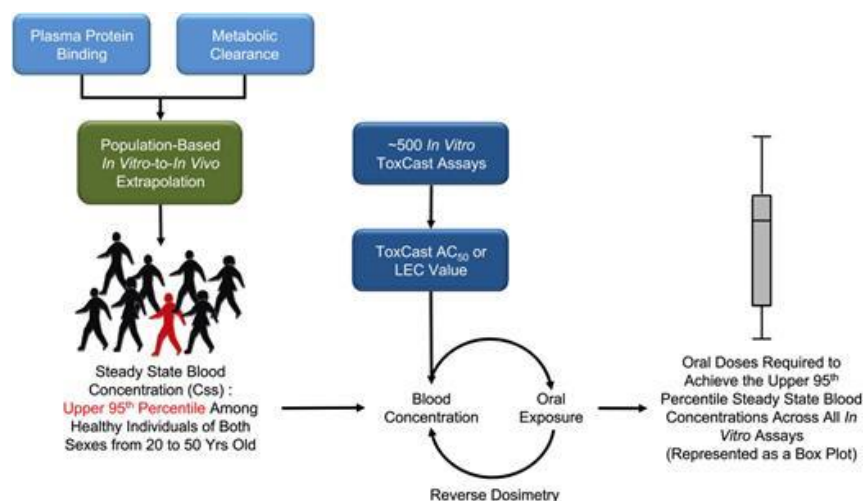 Plasma Protein
Binding
Metabolic
Clearance
Population-Based
In Vitro-to-In Vivo
Extrapolation
~500 In Vitro
ToxCast Assays
ToxCast AC50 or
LEC Value
Steady State Blood
Concentration (Css) :
Upper 95th Percentile Among
Healthy Individuals of Both
Sexes from 20 to 50 Yrs Old
Blood
Concentration
Oral
Exposure
Reverse Dosimetry
Oral Doses Required to
Achieve the Upper 95th
Percentile Steady State Blood
Concentrations Across All In
Vitro Assays
(Represented as a Box Plot)